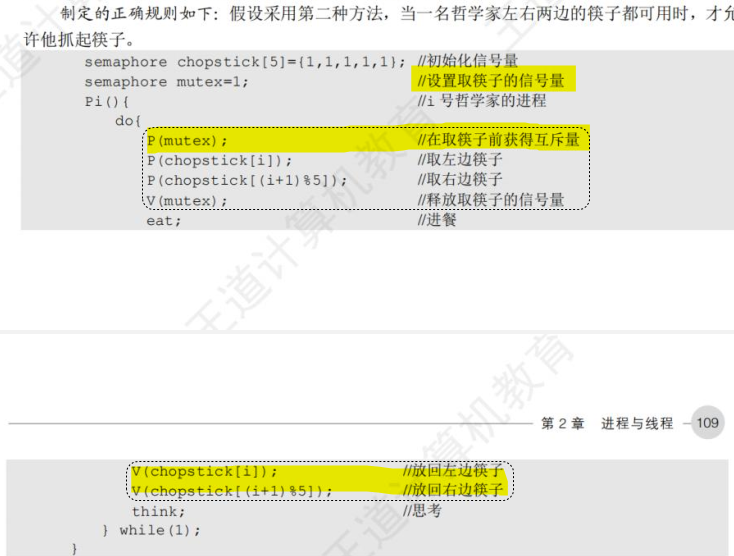 制定的正确规则如下：假设采用第二种方法，当一名哲学家左右两边的筷子都可用时，才允
许他抓起筷子。
semaphore chopstick[5]={1,1,1,1,1}; //初始化信号量
semaphore mutex=1; //设置取筷子的信号量
Pi(){ //i 号哲学家的进程
do{
P(mutex); //在取筷子前获得互斥量
P(chopstick[i]); //取左边筷子
P(chopstick[(i+1)%5]); //取右边筷子
V(mutex); //释放取筷子的信号量
eat; //进餐
王道计算机教育
第 2 章 进程与线程 109
V(chopstick[i]); //放回左边筷子
V(chopstick[(i+1)%5]); //放回右边筷子
think; //思考
} while(1);
}